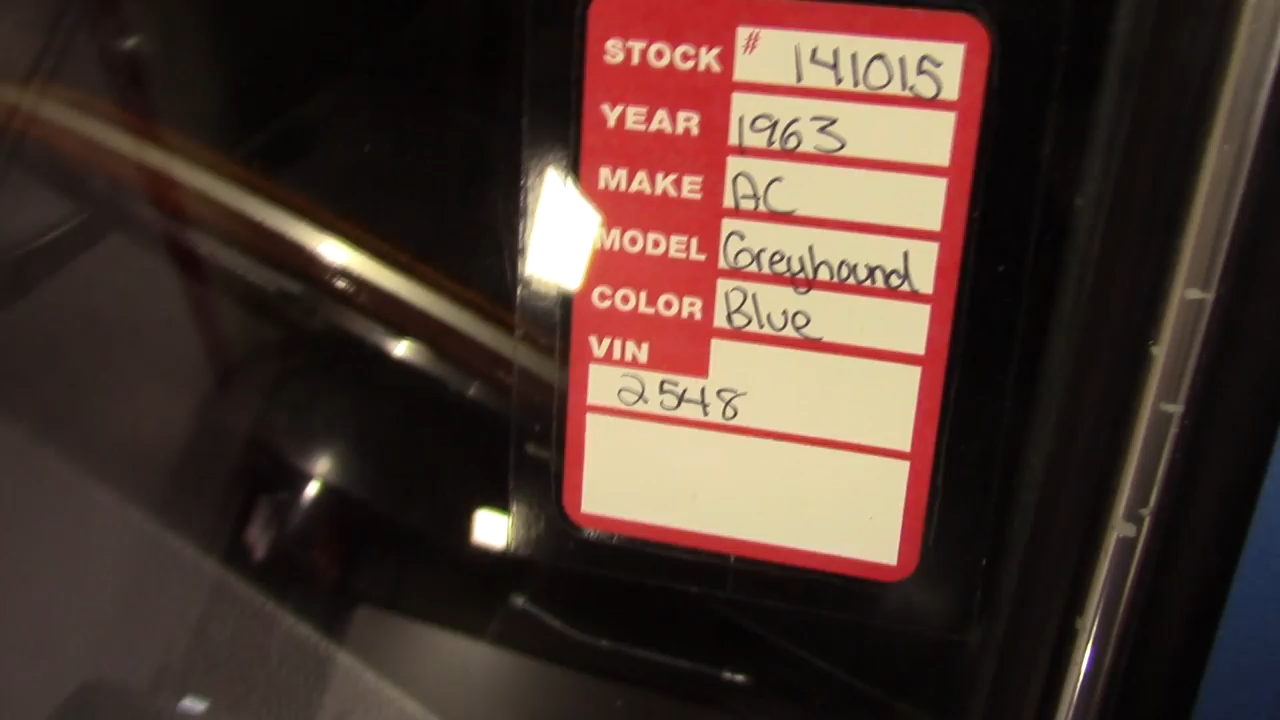 STOCK # 141015
YEAR 1963
MAKE AC
MODEL Greyhound
COLOR Blue
VIN
2548